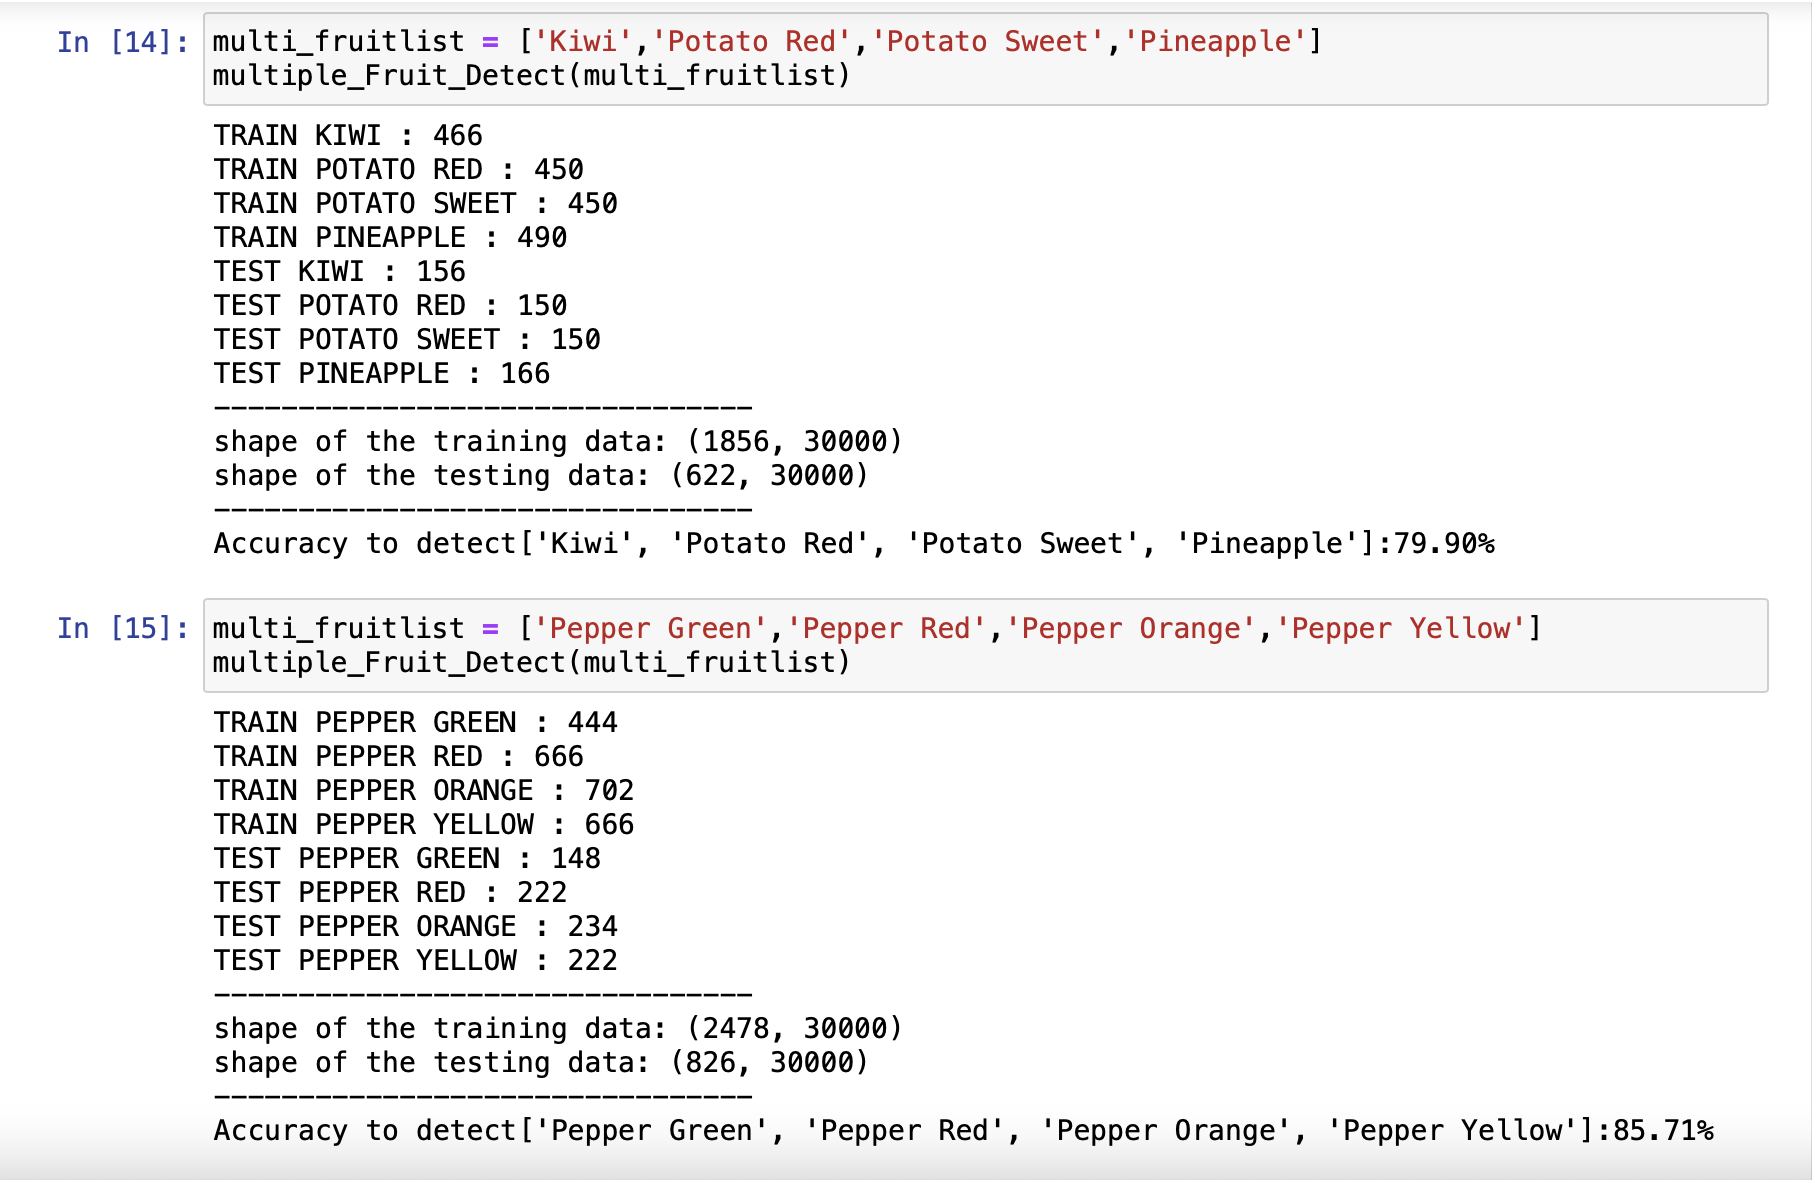 In [14]: multi_fruitlist = ['Kiwi','Potato Red','Potato Sweet','Pineapple']
multiple_Fruit_Detect(multi_fruitlist)
TRAIN KIWI : 466
TRAIN POTATO RED : 450
TRAIN POTATO SWEET : 450
TRAIN PINEAPPLE : 490
TEST KIWI : 156
TEST POTATO RED : 150
TEST POTATO SWEET : 150
TEST PINEAPPLE : 166
--------------------------------
shape of the training data: (1856, 30000)
shape of the testing data: (622, 30000)
--------------------------------
Accuracy to detect['Kiwi', 'Potato Red', 'Potato Sweet', 'Pineapple']:79.90%
In [15]: multi_fruitlist = ['Pepper Green','Pepper Red','Pepper Orange','Pepper Yellow']
multiple_Fruit_Detect(multi_fruitlist)
TRAIN PEPPER GREEN : 444
TRAIN PEPPER RED : 666
TRAIN PEPPER ORANGE : 702
TRAIN PEPPER YELLOW : 666
TEST PEPPER GREEN : 148
TEST PEPPER RED : 222
TEST PEPPER ORANGE : 234
TEST PEPPER YELLOW : 222
--------------------------------
shape of the training data: (2478, 30000)
shape of the testing data: (826, 30000)
--------------------------------
Accuracy to detect['Pepper Green', 'Pepper Red', 'Pepper Orange', 'Pepper Yellow']:85.71%